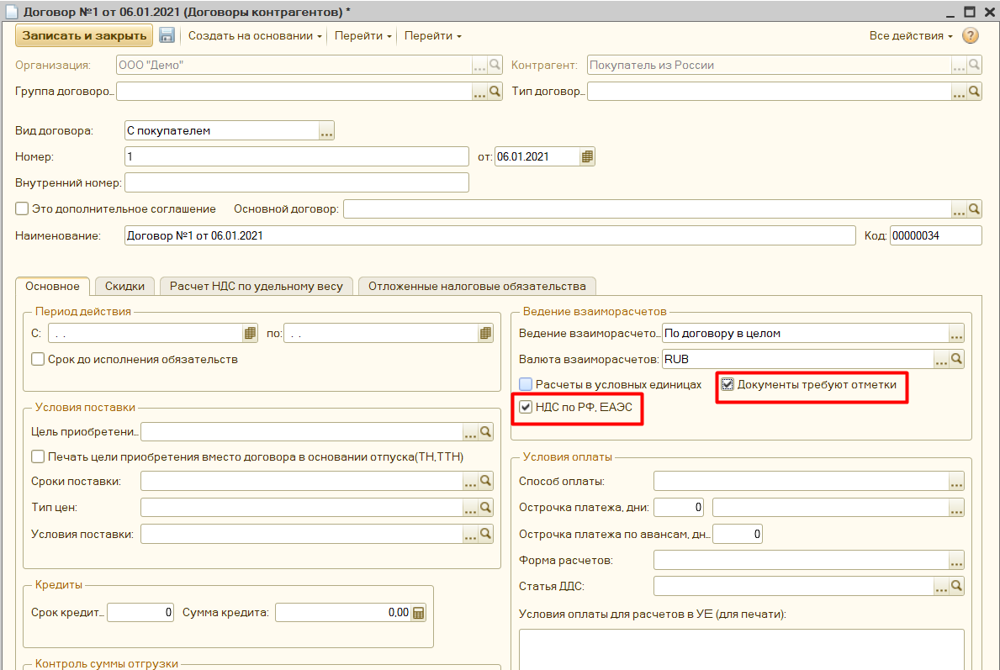 Договор №1 от 06.01.2021 (Договоры контрагентов) *
Записать и закрыть Создать на основании Перейти Перейти Все действия ?
Организация: ООО "Демо" ... Контрагент: Покупатель из России ...
Группа договоро... ... Тип договор... ...
Вид договора: С покупателем ...
Номер: 1 от: 06.01.2021
Внутренний номер:
Это дополнительное соглашение Основной договор: ...
Наименование: Договор №1 от 06.01.2021 Код: 00000034
Основное Скидки Расчет НДС по удельному весу Отложенные налоговые обязательства
Период действия
С: . . по: . .
Срок до исполнения обязательств
Условия поставки
Цель приобретени... ...
Печать цели приобретения вместо договора в основании отпуска(ТН,ТТН)
Сроки поставки: ...
Тип цен: ...
Условия поставки: ...
Кредиты
Срок кредит... 0 Сумма кредита: 0,00
Контроль суммы отгрузки
Ведение взаиморасчетов
Ведение взаиморасчето... По договору в целом ...
Валюта взаиморасчетов: RUB ...
Расчеты в условных единицах Документы требуют отметки
НДС по РФ, ЕАЭС
Условия оплаты
Способ оплаты: ...
Острочка платежа, дни: 0 ...
Острочка платежа по авансам, дн... 0
Форма расчетов: ...
Статья ДДС: ...
Условия оплаты для расчетов в УЕ (для печати):